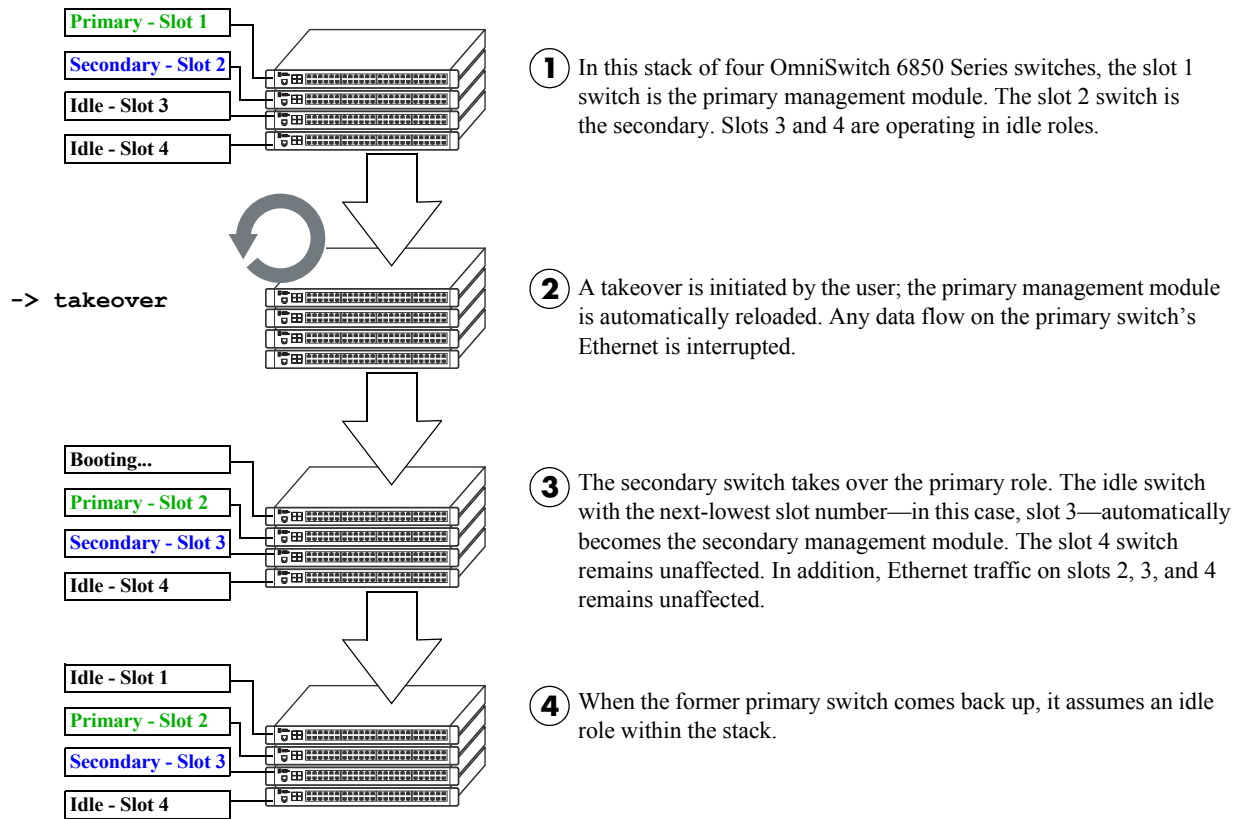 Primary - Slot 1
Secondary - Slot 2
Idle - Slot 3
Idle - Slot 4
1
In this stack of four OmniSwitch 6850 Series switches, the slot 1
switch is the primary management module. The slot 2 switch is
the secondary. Slots 3 and 4 are operating in idle roles.
-> takeover
2
A takeover is initiated by the user; the primary management module
is automatically reloaded. Any data flow on the primary switch’s
Ethernet is interrupted.
Booting...
Primary - Slot 2
Secondary - Slot 3
Idle - Slot 4
3
The secondary switch takes over the primary role. The idle switch
with the next-lowest slot number—in this case, slot 3—automatically
becomes the secondary management module. The slot 4 switch
remains unaffected. In addition, Ethernet traffic on slots 2, 3, and 4
remains unaffected.
Idle - Slot 1
Primary - Slot 2
Secondary - Slot 3
Idle - Slot 4
4
When the former primary switch comes back up, it assumes an idle
role within the stack.